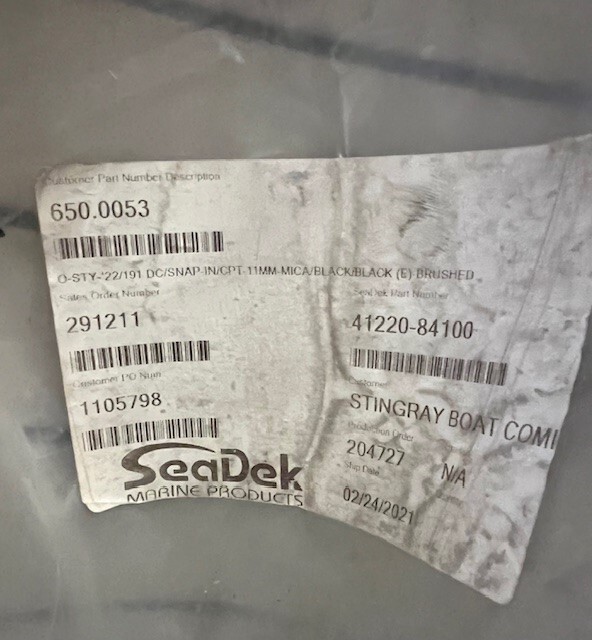 Customer Part Number Description
650.0053
O-STY-'22/191 DC/SNAP-IN/CPT-11MM-MICA/BLACK/BLACK (E) BRUSHED
Sales Order Number
291211
SeaDek Part Number
41220-84100
Customer PO Num
1105798
Customer
STINGRAY BOAT COM
Production Order
204727 N/A
Ship Date
02/24/2021
SeaDek
MARINE PRODUCTS